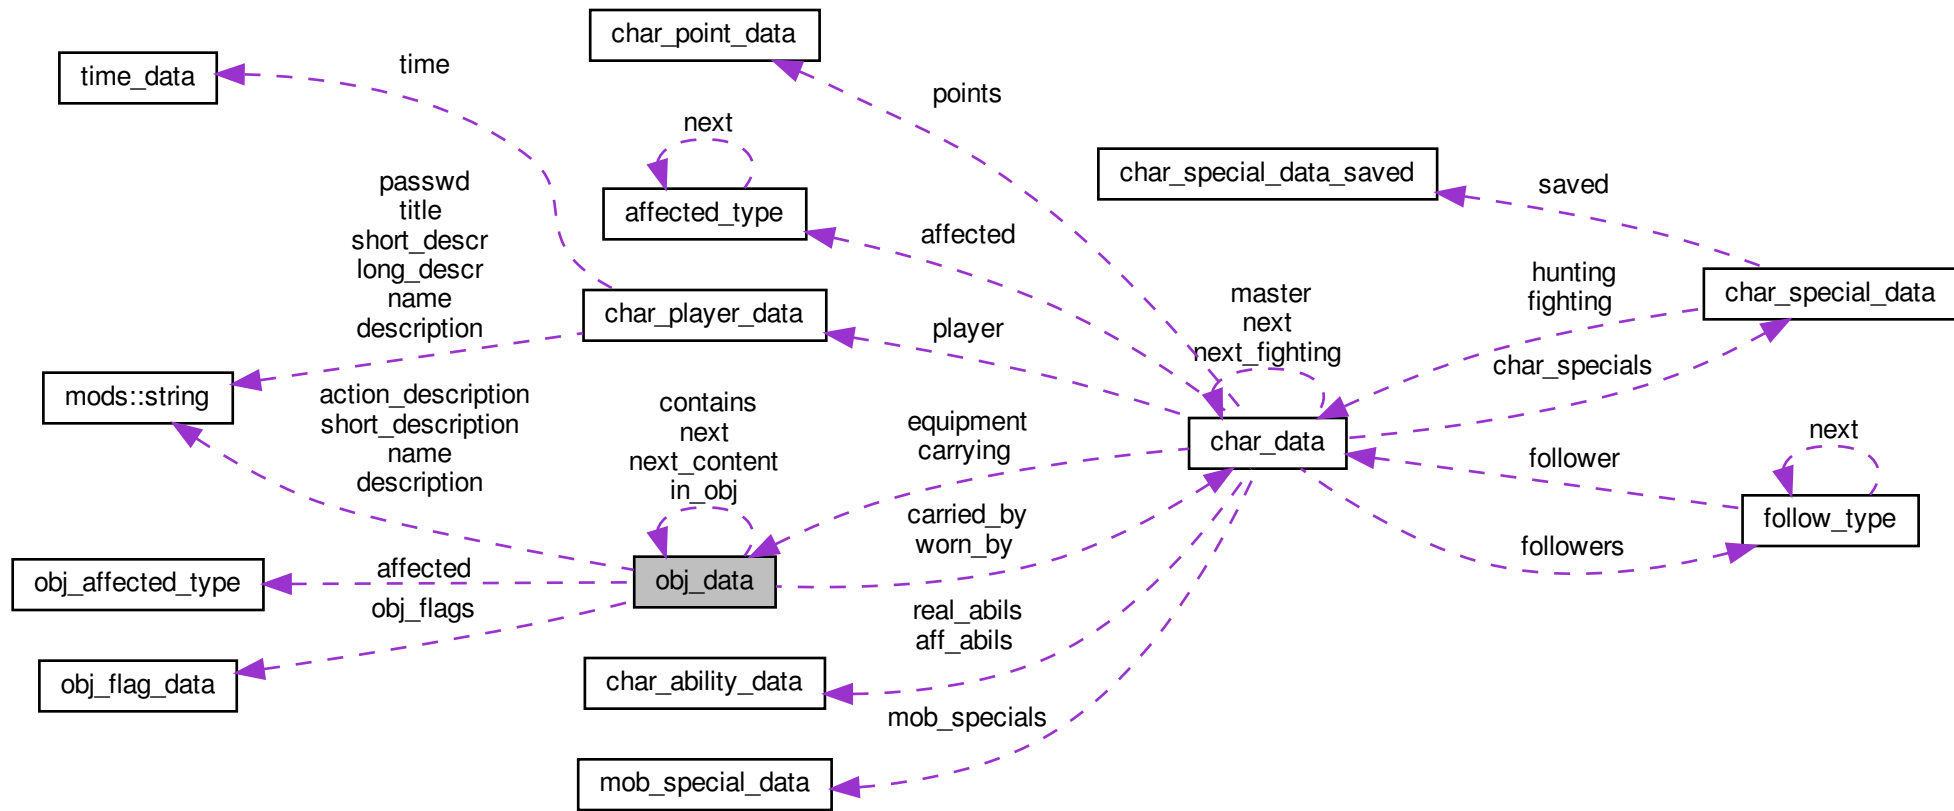 char_point_data
time_data
time
points
next
char_special_data_saved
saved
passwd
title
short_descr
long_descr
name
description
affected_type
affected
char_player_data
player
master
next
next_fighting
hunting
fighting
char_special_data
char_specials
mods::string
action_description
short_description
name
description
contains
next
next_content
in_obj
equipment
carrying
char_data
follower
next
follow_type
followers
carried_by
worn_by
obj_affected_type
affected
obj_data
obj_flags
real_abils
aff_abils
obj_flag_data
char_ability_data
mob_specials
mob_special_data